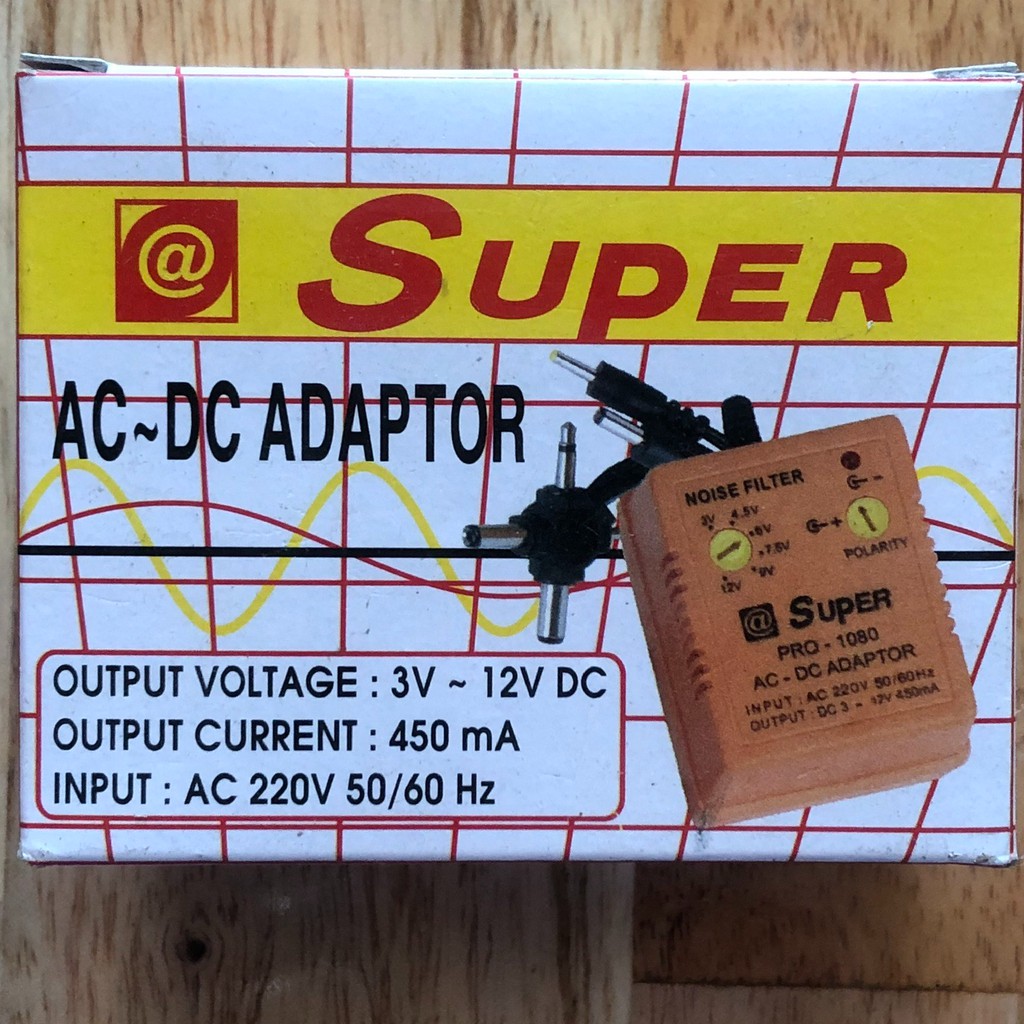 @ SUPER
AC~DC ADAPTOR
NOISE FILTER
3V 4.5V
6V
7.5V
9V
12V
POLARITY
@ SUPER
PRO - 1080
AC - DC ADAPTOR
INPUT : AC 220V 50/60Hz
OUTPUT : DC 3 ~ 12V 450mA
OUTPUT VOLTAGE : 3V ~ 12V DC
OUTPUT CURRENT : 450 mA
INPUT : AC 220V 50/60 Hz